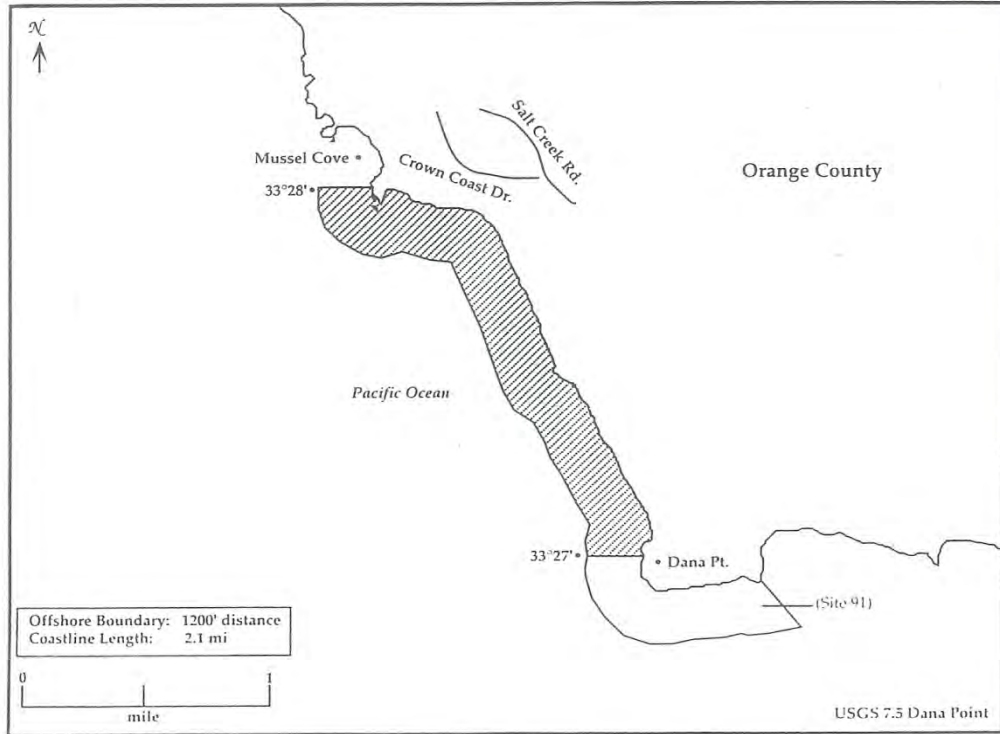 N
Salt Creek Rd.
Mussel Cove
Crown Coast Dr.
Orange County
33°28'
Pacific Ocean
33°27'
Dana Pt.
(Site 91)
Offshore Boundary: 1200' distance
Coastline Length: 2.1 mi
0 1
mile
USGS 7.5 Dana Point